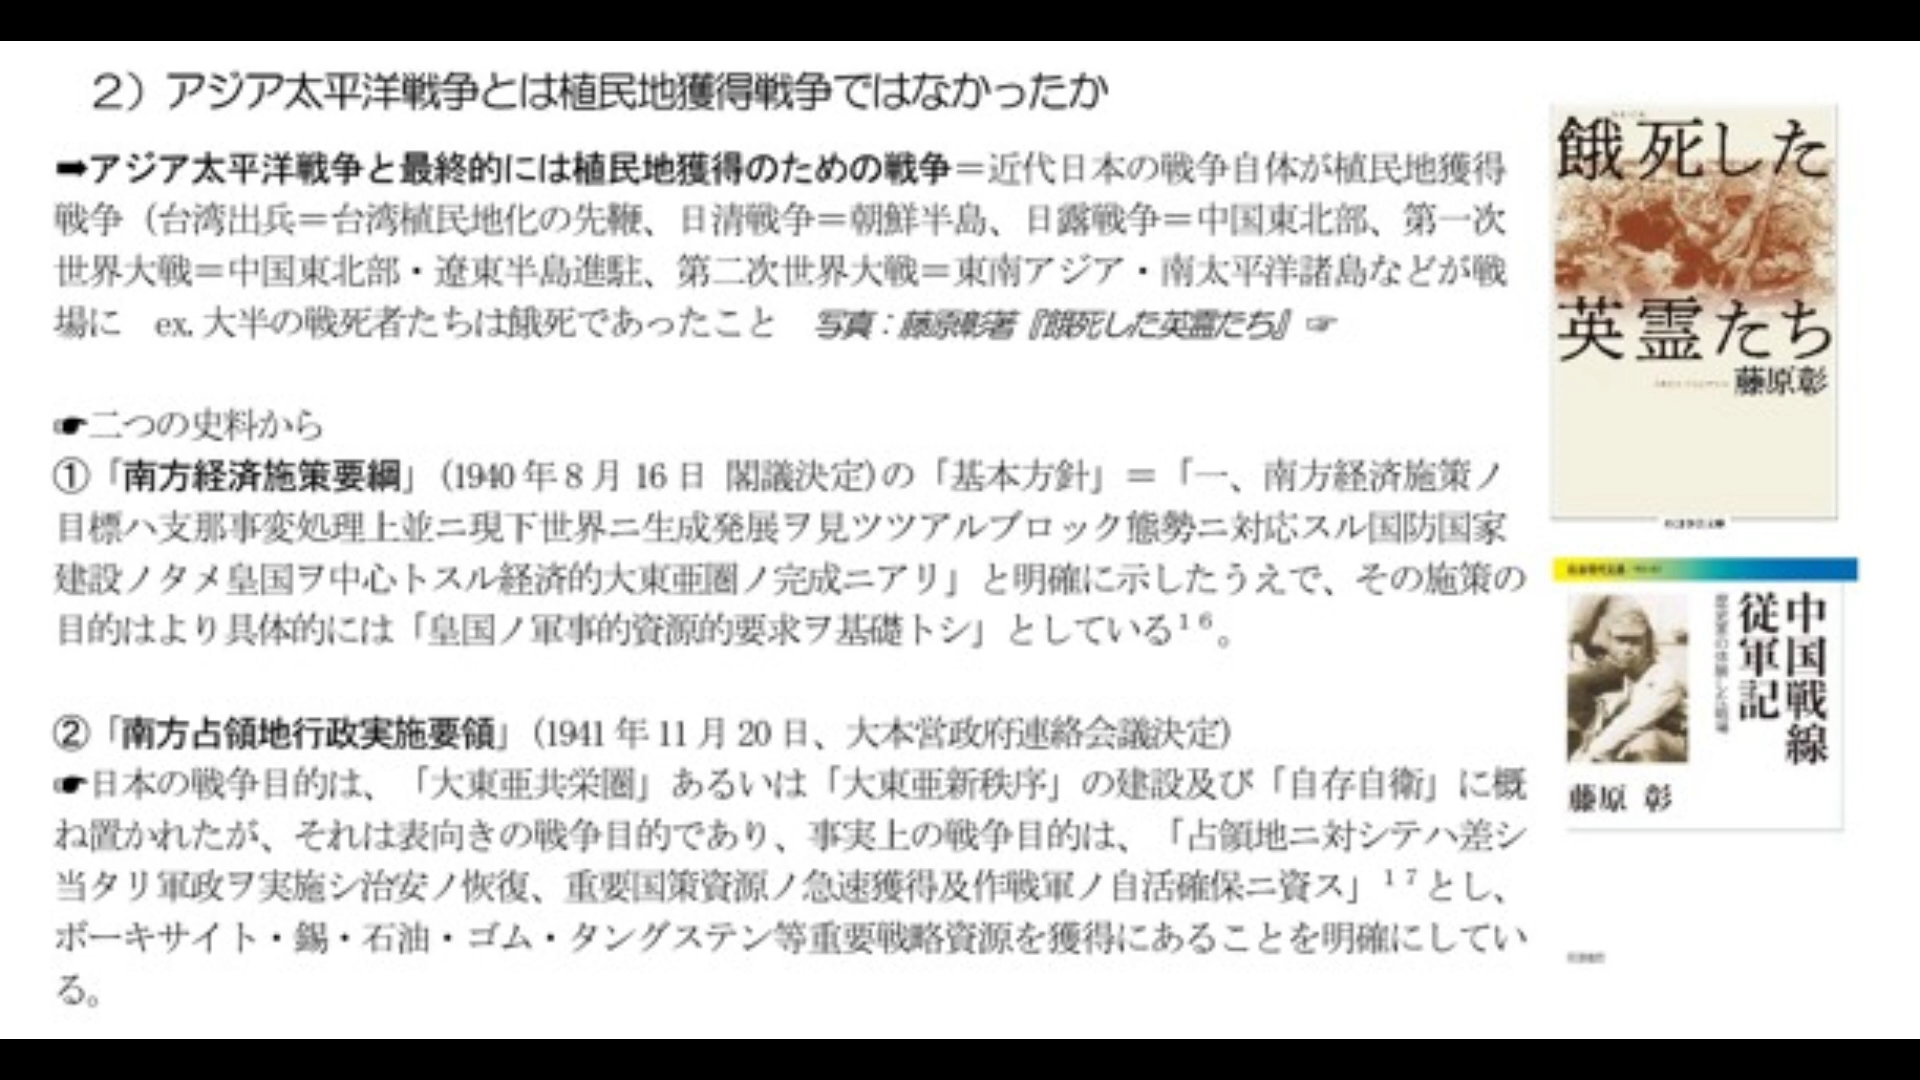 ２）アジア太平洋戦争とは植民地獲得戦争ではなかったか
➡アジア太平洋戦争と最終的には植民地獲得のための戦争＝近代日本の戦争自体が植民地獲得
戦争（台湾出兵＝台湾植民地化の先鞭、日清戦争＝朝鮮半島、日露戦争＝中国東北部、第一次
世界大戦＝中国東北部・遼東半島進駐、第二次世界大戦＝東南アジア・南太平洋諸島などが戦
場に　ex. 大半の戦死者たちは餓死であったこと　写真：藤原彰著『餓死した英霊たち』☞
☛二つの史料から
①「南方経済施策要綱」（1940 年 8 月 16 日 閣議決定)の「基本方針」＝「一、南方経済施策ノ
目標ハ支那事変処理上並ニ現下世界ニ生成発展ヲ見ツツアルブロック態勢ニ対応スル国防国家
建設ノタメ皇国ヲ中心トスル経済的大東亜圏ノ完成ニアリ」と明確に示したうえで、その施策の
目的はより具体的には「皇国ノ軍事的資源的要求ヲ基礎トシ」としている¹⁶。
②「南方占領地行政実施要領」（1941 年 11 月 20 日、大本営政府連絡会議決定）
☛日本の戦争目的は、「大東亜共栄圏」あるいは「大東亜新秩序」の建設及び「自存自衛」に概
ね置かれたが、それは表向きの戦争目的であり、事実上の戦争目的は、「占領地ニ対シテハ差シ
当タリ軍政ヲ実施シ治安ノ恢復、重要国策資源ノ急速獲得及作戦軍ノ自活確保ニ資ス」¹⁷とし、
ボーキサイト・錫・石油・ゴム・タングステン等重要戦略資源を獲得にあることを明確にしてい
る。
餓死した
英霊たち
藤原彰
ちくま学芸文庫
中国戦線
従軍記
歴史家の体験した戦場
藤原 彰